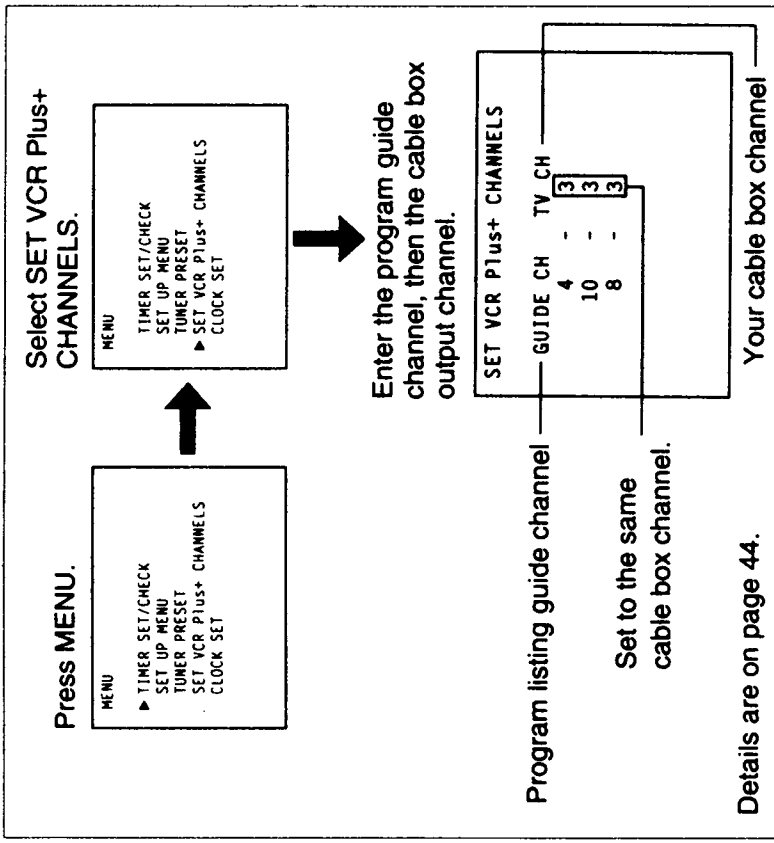 Press MENU.
MENU
▶ TIMER SET/CHECK
SET UP MENU
TUNER PRESET
SET VCR Plus+ CHANNELS
CLOCK SET
Select SET VCR Plus+
CHANNELS.
MENU
TIMER SET/CHECK
SET UP MENU
TUNER PRESET
▶ SET VCR Plus+ CHANNELS
CLOCK SET
Enter the program guide
channel, then the cable box
output channel.
SET VCR Plus+ CHANNELS
GUIDE CH TV CH
4 - 3
10 - 3
8 - 3
Program listing guide channel
Set to the same
cable box channel.
Your cable box channel
Details are on page 44.